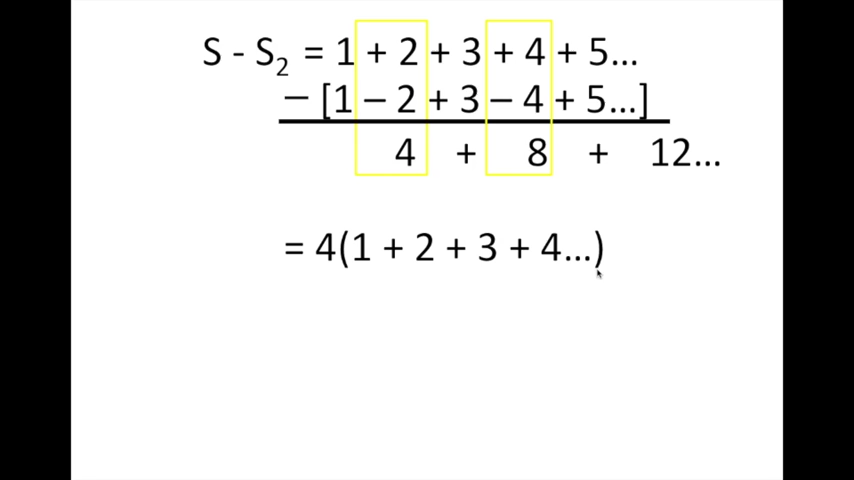 S - S₂ = 1 + 2 + 3 + 4 + 5...
– [1 – 2 + 3 – 4 + 5...]
4 + 8 + 12...
= 4(1 + 2 + 3 + 4...)